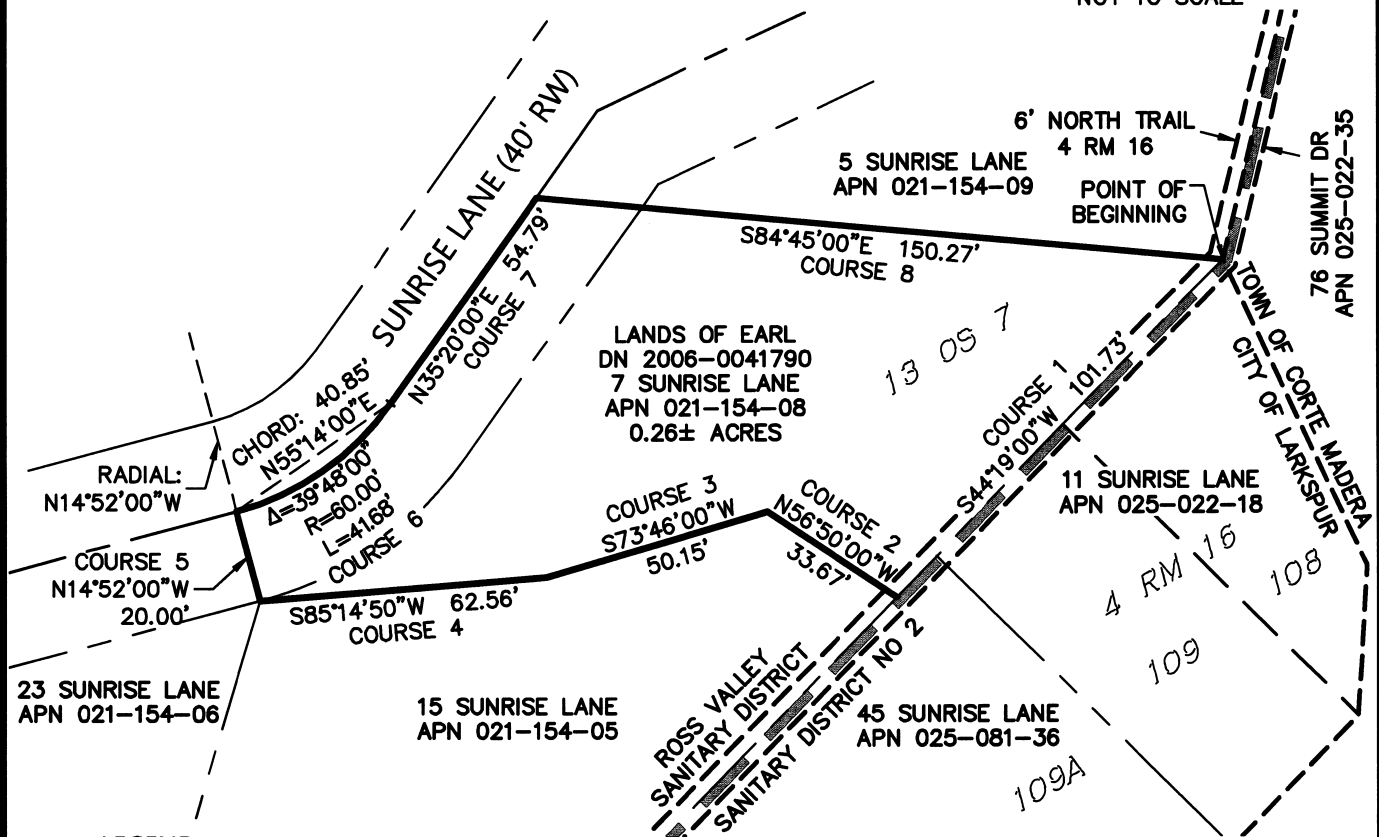 NOT TO SCALE
6' NORTH TRAIL
4 RM 16
5 SUNRISE LANE
APN 021-154-09
POINT OF
BEGINNING
76 SUMMIT DR
APN 025-022-35
SUNRISE LANE (40' RW)
S84°45'00"E 150.27'
COURSE 8
N35°20'00"E 54.79'
COURSE 7
TOWN OF CORTE MADERA
CITY OF LARKSPUR
LANDS OF EARL
DN 2006-0041790
7 SUNRISE LANE
APN 021-154-08
0.26± ACRES
13 OS 7
COURSE 1
S44°19'00"W 101.73'
CHORD: 40.85'
N55°14'00"E
RADIAL:
N14°52'00"W
Δ=39°48'00"
R=60.00'
L=41.68'
COURSE 6
COURSE 3
S73°46'00"W
50.15'
COURSE 2
N56°50'00"W
33.67'
11 SUNRISE LANE
APN 025-022-18
COURSE 5
N14°52'00"W
20.00'
S85°14'50"W 62.56'
COURSE 4
4 RM 16
108
109
23 SUNRISE LANE
APN 021-154-06
15 SUNRISE LANE
APN 021-154-05
ROSS VALLEY
SANITARY DISTRICT
SANITARY DISTRICT NO 2
45 SUNRISE LANE
APN 025-081-36
109A